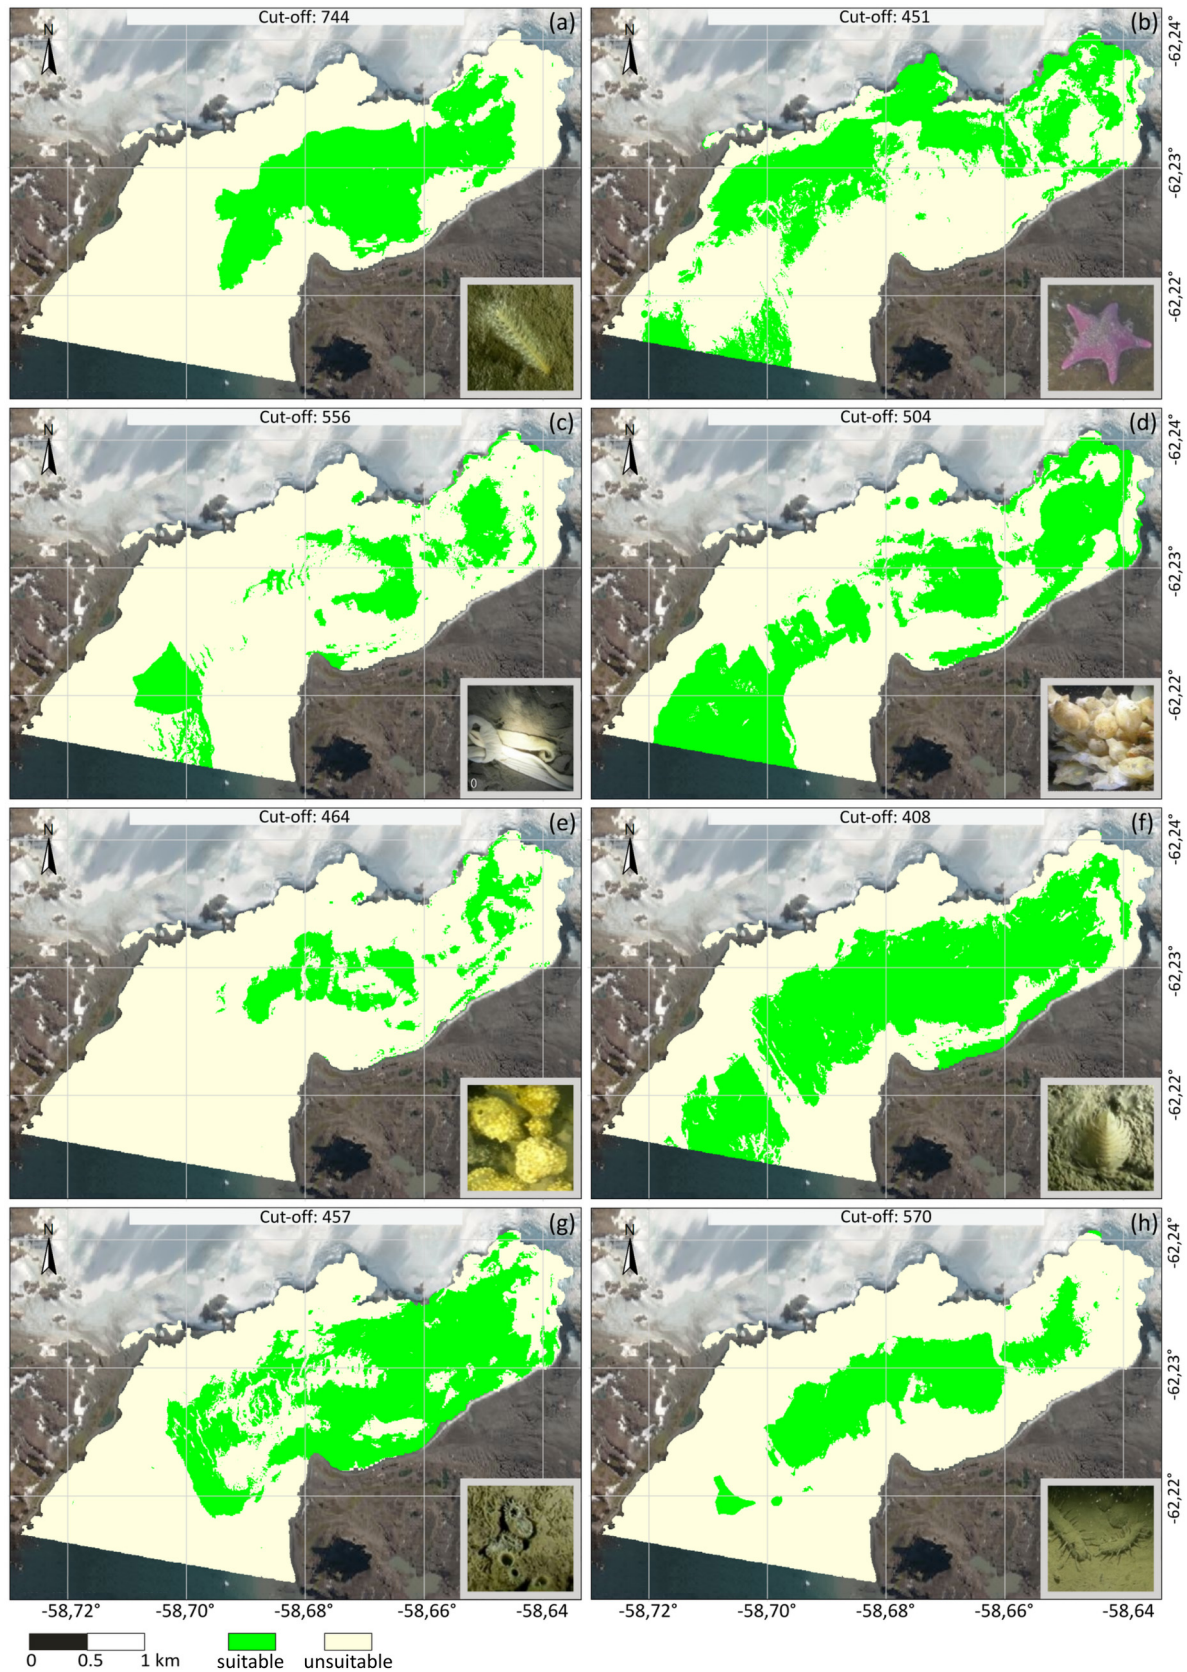 Cut-off: 744
(a)
N
Cut-off: 451
(b)
N
-62,24°
-62,23°
-62,22°
Cut-off: 556
(c)
N
0
Cut-off: 504
(d)
N
-62,24°
-62,23°
-62,22°
Cut-off: 464
(e)
N
Cut-off: 408
(f)
N
-62,24°
-62,23°
-62,22°
Cut-off: 457
(g)
N
Cut-off: 570
(h)
N
-62,24°
-62,23°
-62,22°
-58,72° -58,70° -58,68° -58,66° -58,64
-58,72° -58,70° -58,68° -58,66° -58,64
0 0.5 1 km
suitable unsuitable